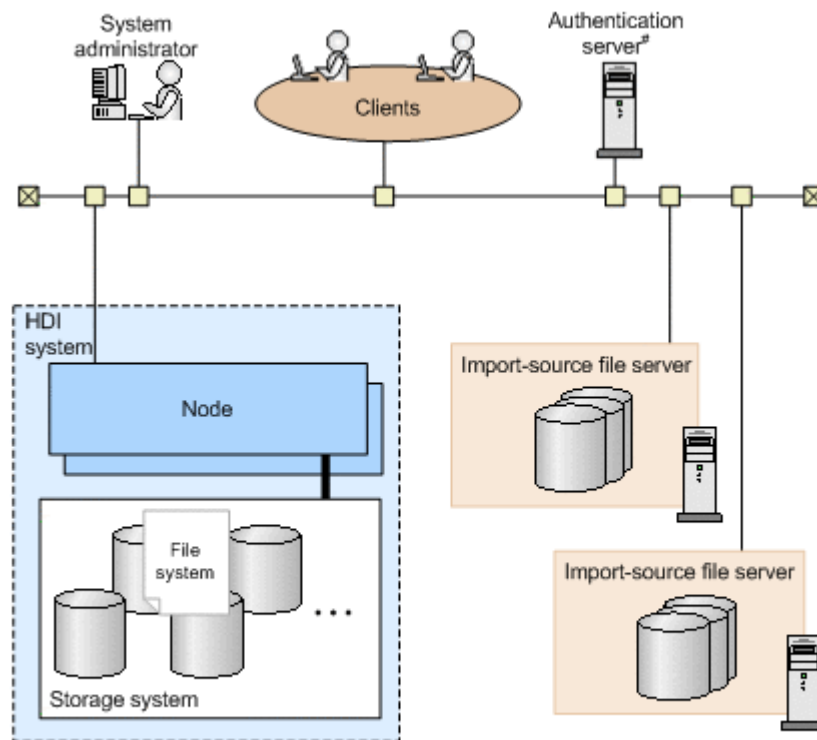 System
administrator
Authentication
server#
Clients
HDI
system
Node
Import-source file server
File
system
Import-source file server
...
Storage system